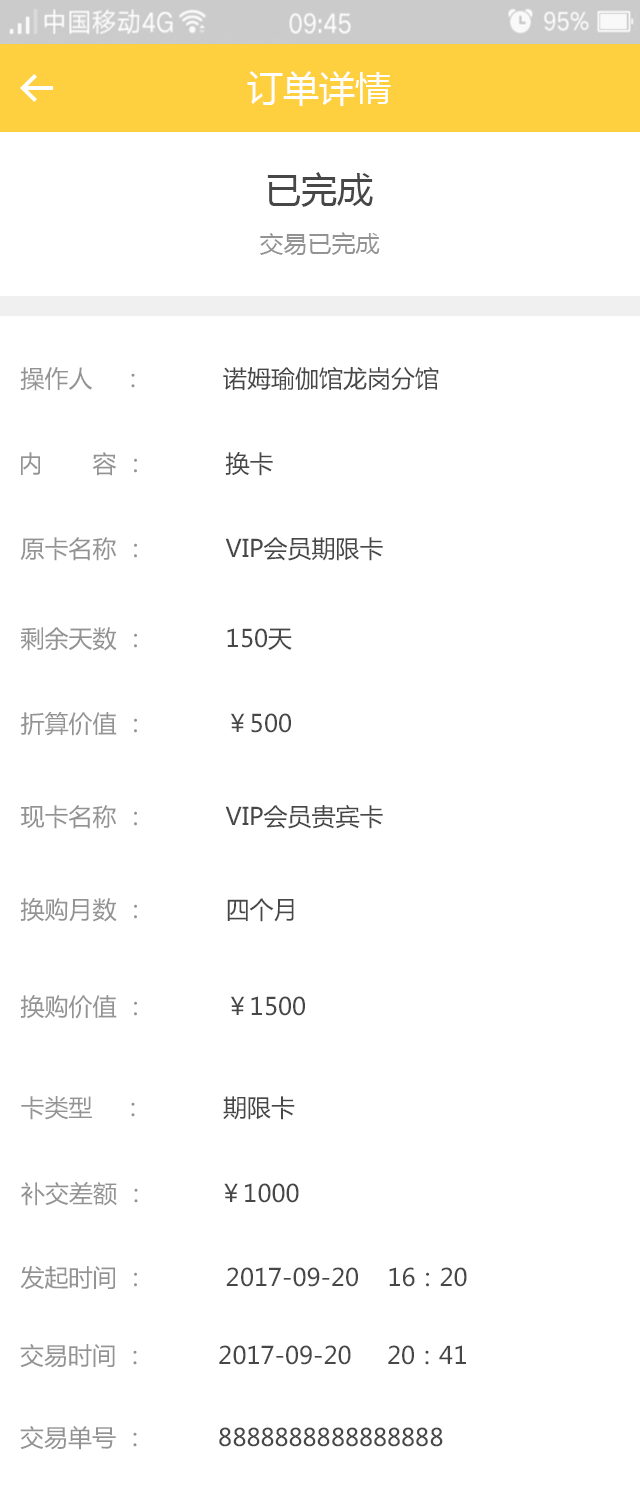 中国移动4G 09:45 95%
订单详情
已完成
交易已完成
操作人 : 诺姆瑜伽馆龙岗分馆
内 容 : 换卡
原卡名称 : VIP会员期限卡
剩余天数 : 150天
折算价值 : ￥500
现卡名称 : VIP会员贵宾卡
换购月数 : 四个月
换购价值 : ￥1500
卡类型 : 期限卡
补交差额 : ￥1000
发起时间 : 2017-09-20 16：20
交易时间 : 2017-09-20 20：41
交易单号 : 8888888888888888